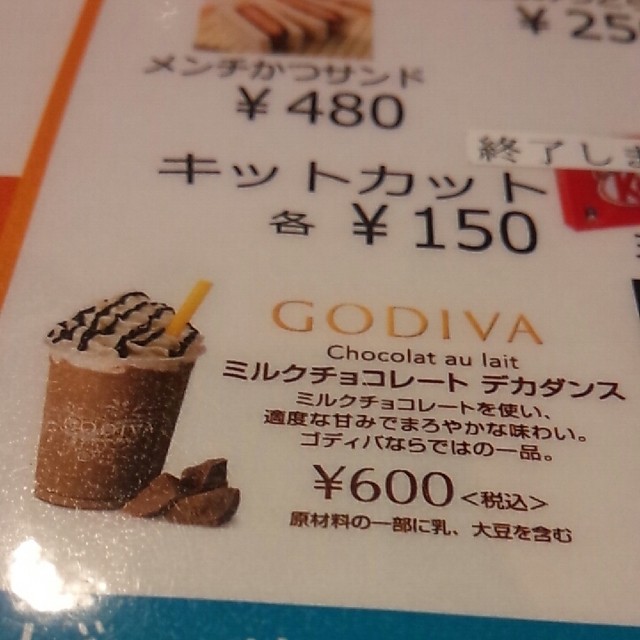 ¥250
メンチかつサンド
¥480
終了しま
キットカット
各 ¥150
GODIVA
Chocolat au lait
ミルクチョコレート デカダンス
ミルクチョコレートを使い、
適度な甘みでまろやかな味わい。
ゴディバならではの一品。
¥600<税込>
原材料の一部に乳、大豆を含む
GODIVA